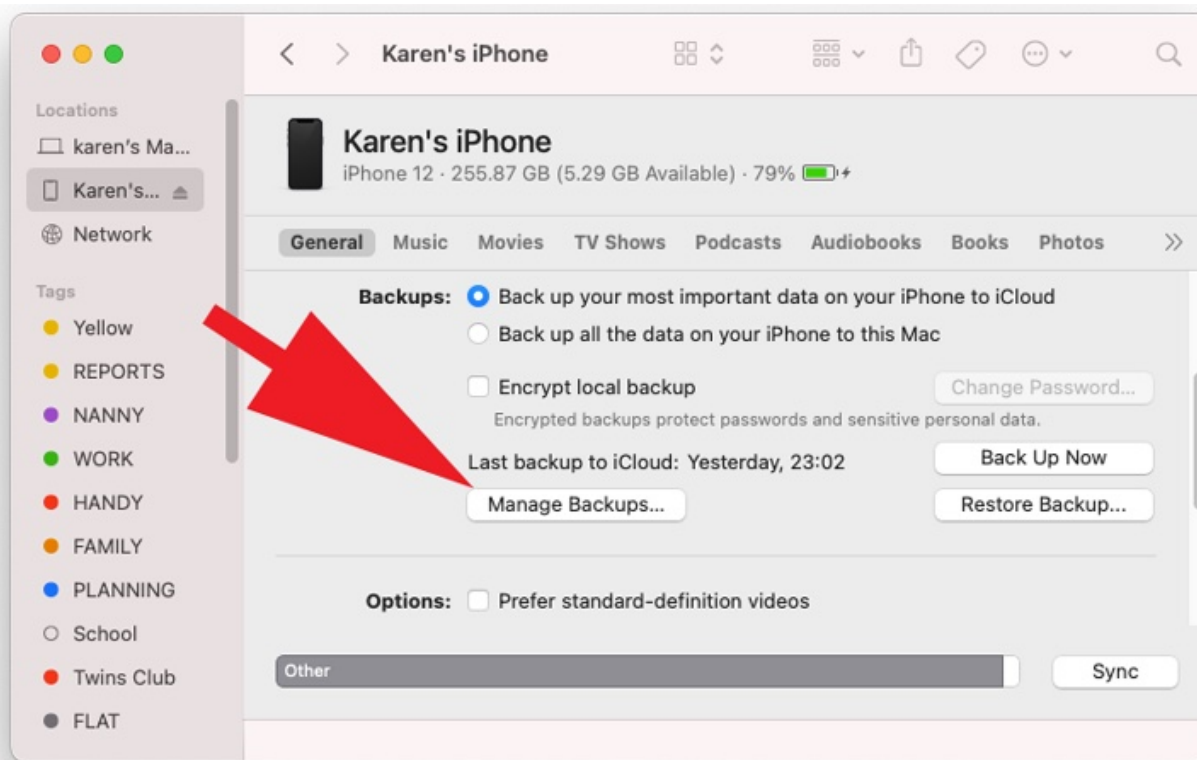 Karen's iPhone
Locations
karen's Ma...
Karen's...
Network
Tags
Yellow
REPORTS
NANNY
WORK
HANDY
FAMILY
PLANNING
School
Twins Club
FLAT
Karen's iPhone
iPhone 12 · 255.87 GB (5.29 GB Available) · 79%
General Music Movies TV Shows Podcasts Audiobooks Books Photos
Backups: Back up your most important data on your iPhone to iCloud
Back up all the data on your iPhone to this Mac
Encrypt local backup Change Password...
Encrypted backups protect passwords and sensitive personal data.
Last backup to iCloud: Yesterday, 23:02 Back Up Now
Manage Backups... Restore Backup...
Options: Prefer standard-definition videos
Other Sync